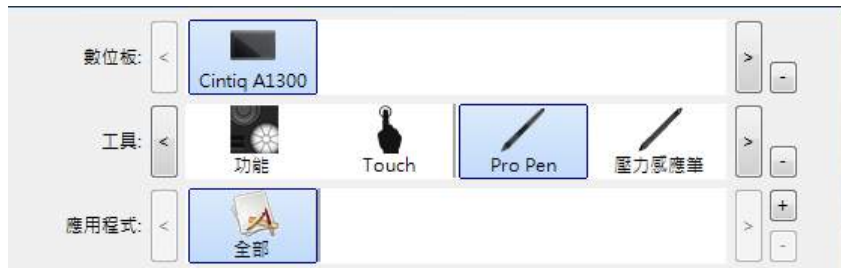 數位板: < Cintiq A1300 > -
工具: < 功能 Touch Pro Pen 壓力感應筆 > -
應用程式: < 全部 > + -